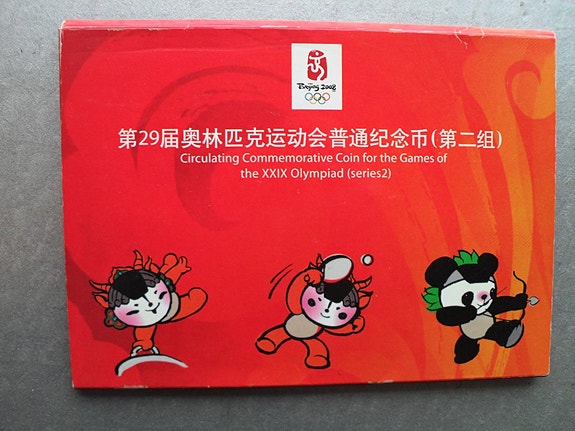 Beijing 2008
第29届奥林匹克运动会普通纪念币(第二组)
Circulating Commemorative Coin for the Games of
the XXIX Olympiad (series2)